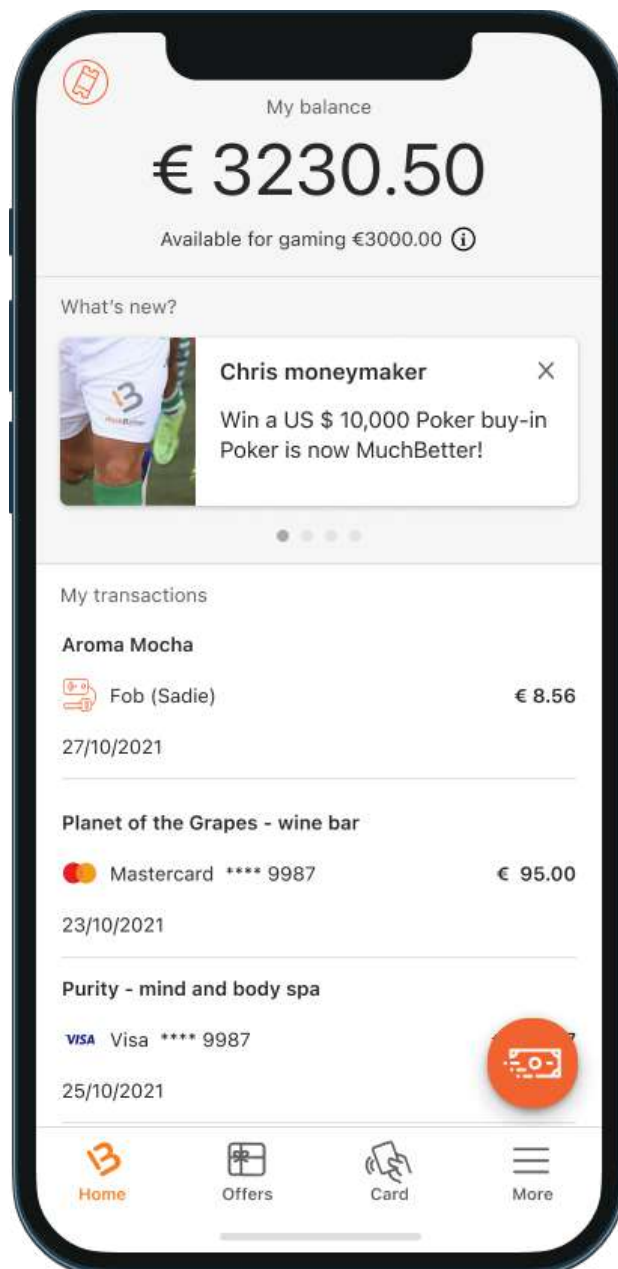 My balance
€ 3230.50
Available for gaming €3000.00
What's new?
Chris moneymaker
Win a US $ 10,000 Poker buy-in
Poker is now MuchBetter!
MuchBetter
My transactions
Aroma Mocha
Fob (Sadie) € 8.56
27/10/2021
Planet of the Grapes - wine bar
Mastercard **** 9987 € 95.00
23/10/2021
Purity - mind and body spa
VISA Visa **** 9987
25/10/2021
Home Offers Card More